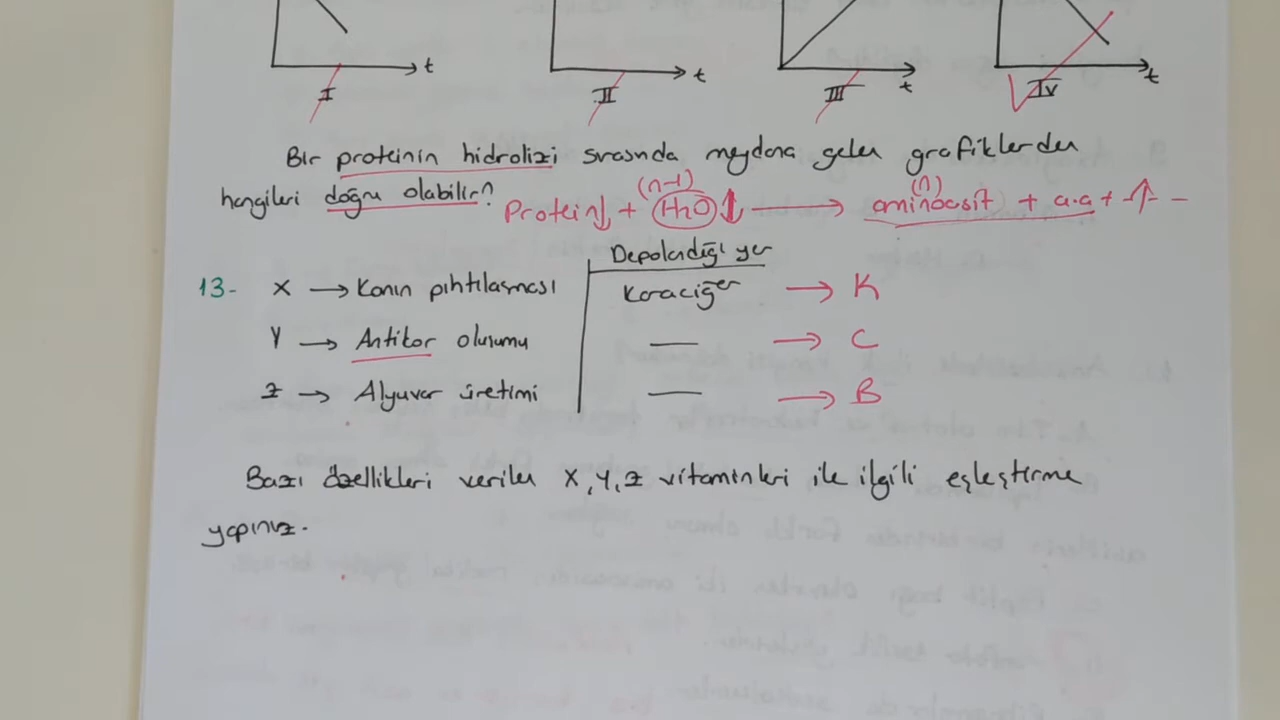 t t t t
I II III IV
Bir proteinin hidrolizi sırasında meydana gelen grafiklerden
hangileri doğru olabilir?
(n-1) (n)
Protein↓ + H2O↓ → aminoasit + a.a + ↑ -
Depolandığı yer
13- X → Kanın pıhtılaşması Karaciğer → K
Y → Antikor oluşumu — → C
Z → Alyuvar üretimi — → B
Bazı özellikleri verilen X, Y, Z vitaminleri ile ilgili eşleştirme
yapınız.